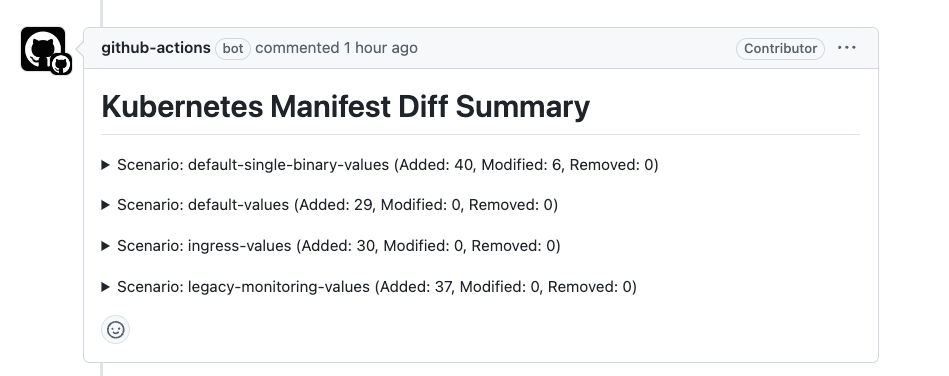 github-actions bot commented 1 hour ago Contributor ···
Kubernetes Manifest Diff Summary
Scenario: default-single-binary-values (Added: 40, Modified: 6, Removed: 0)
Scenario: default-values (Added: 29, Modified: 0, Removed: 0)
Scenario: ingress-values (Added: 30, Modified: 0, Removed: 0)
Scenario: legacy-monitoring-values (Added: 37, Modified: 0, Removed: 0)